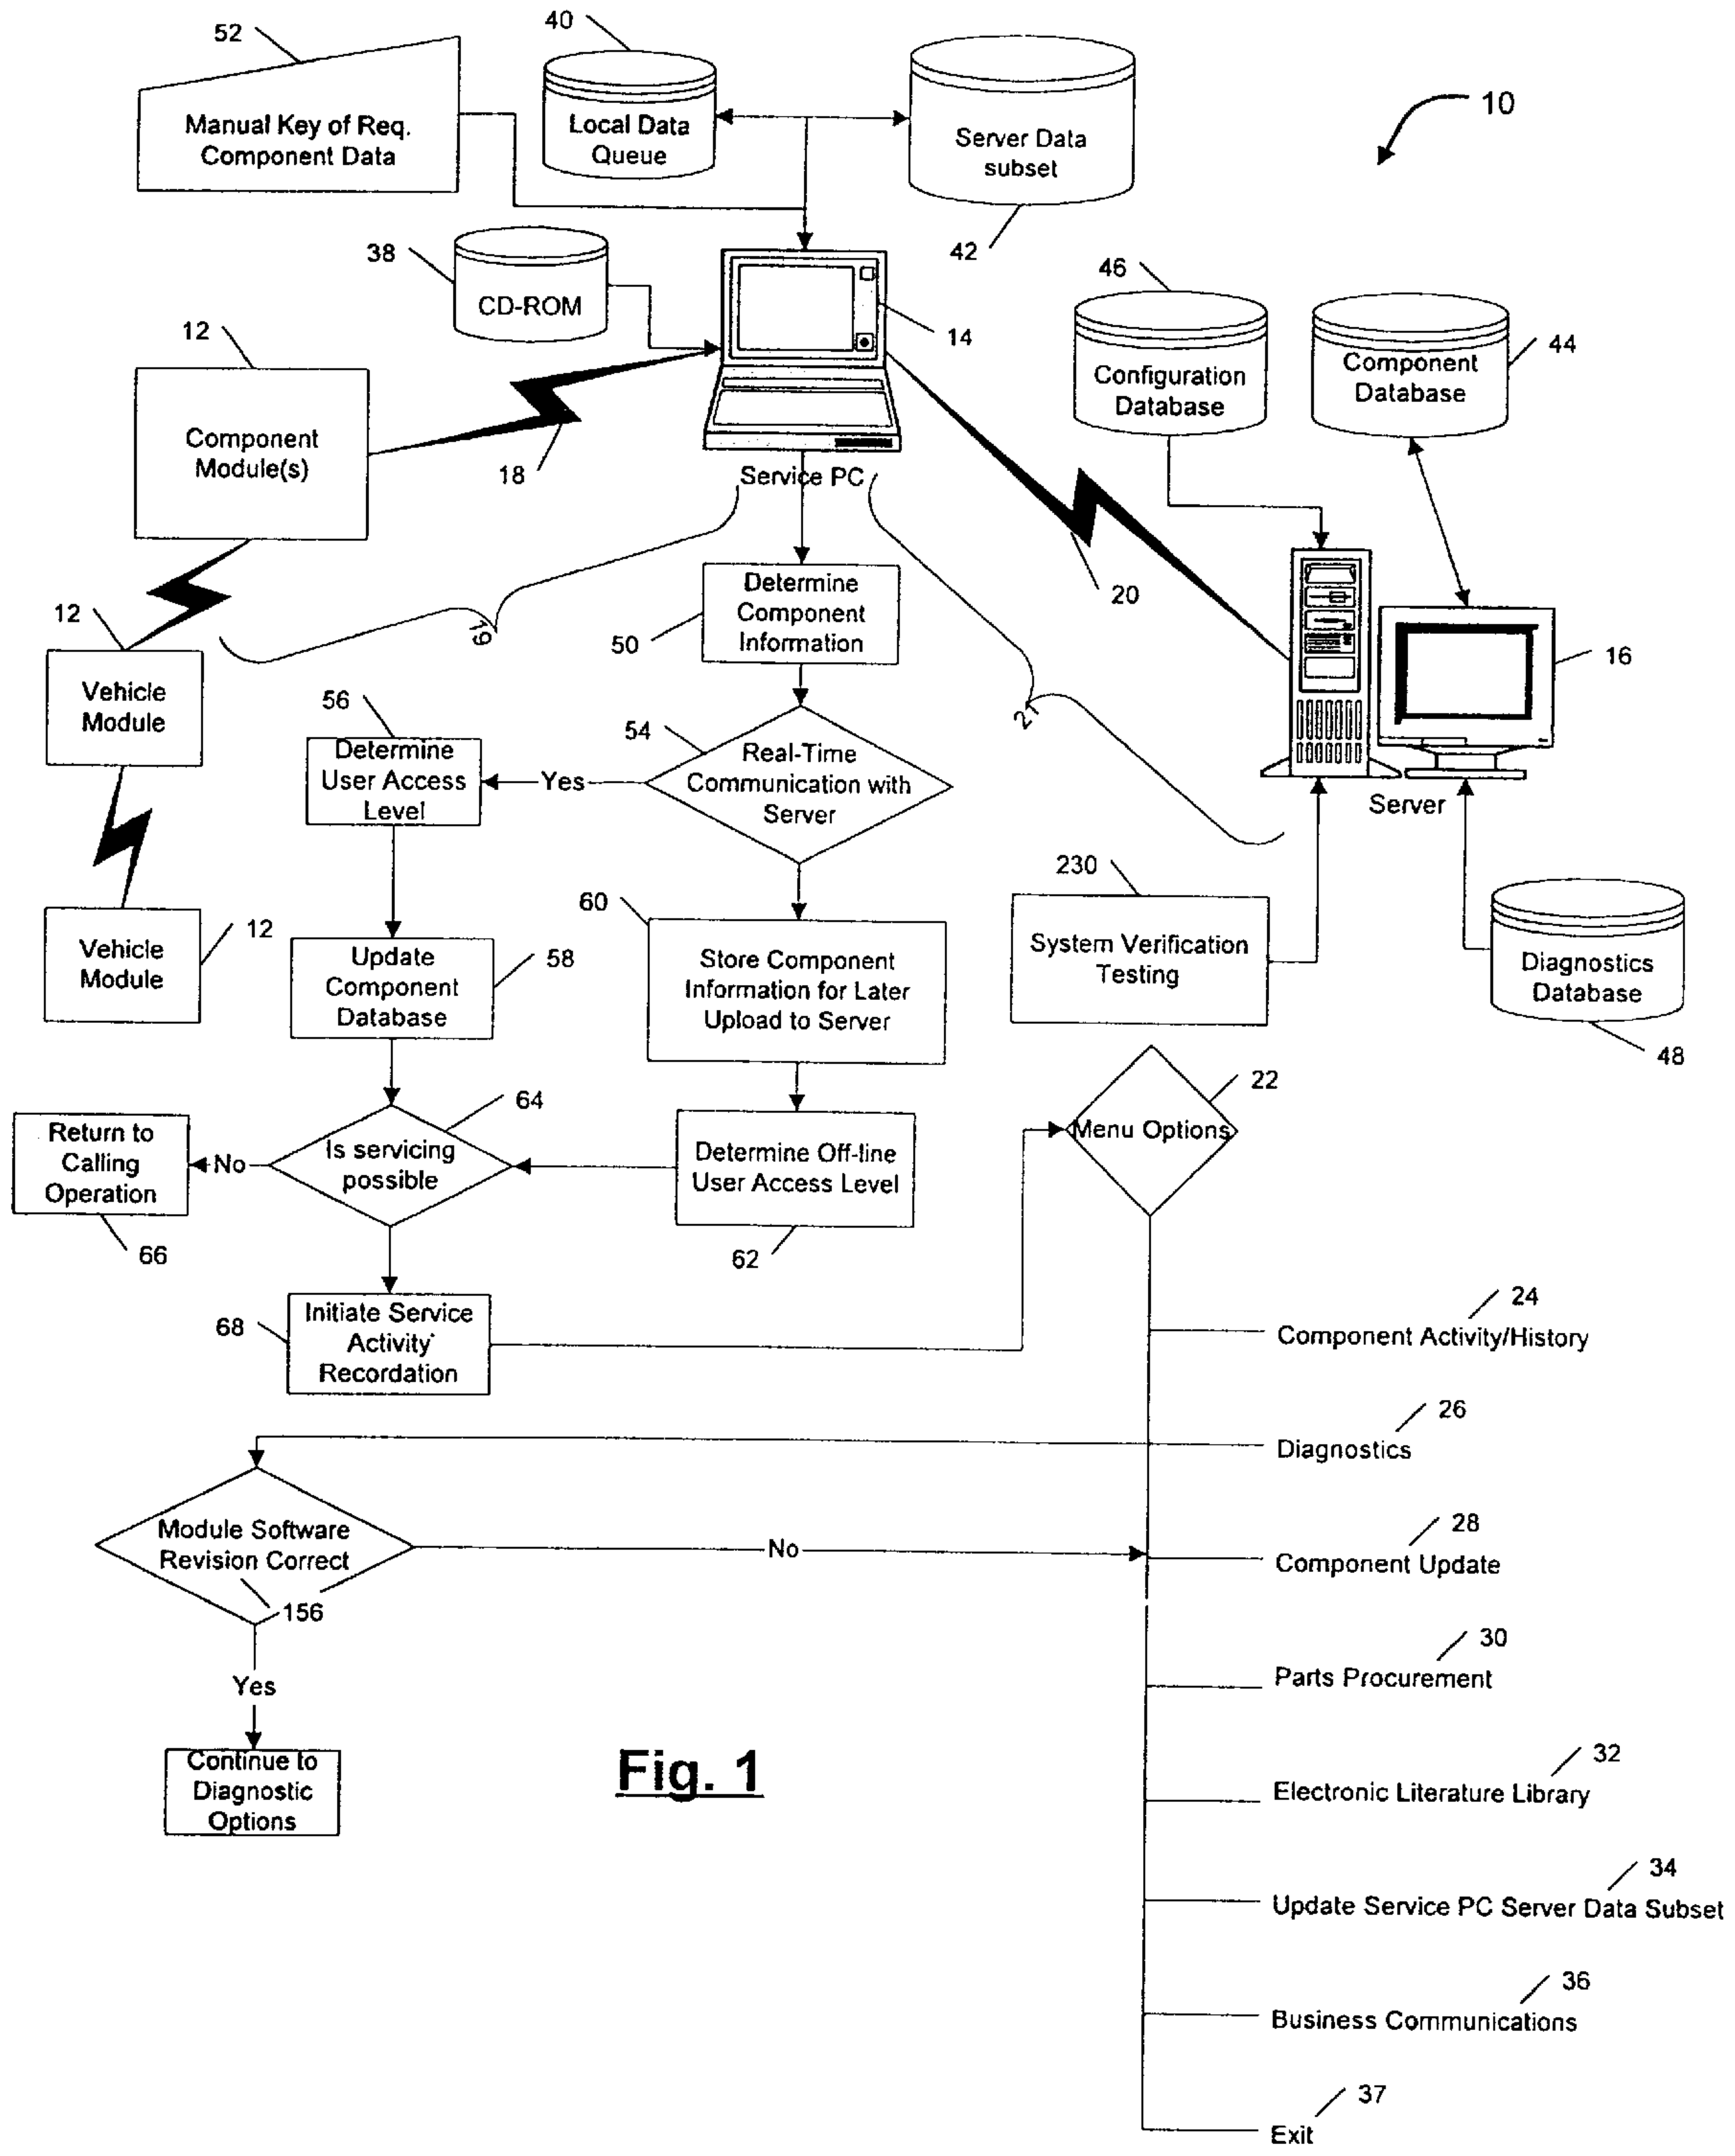 52
40
10
Manual Key of Req.
Component Data
Local Data
Queue
Server Data
subset
42
38
CD-ROM
46
44
14
Configuration
Database
Component
Database
12
Component
Module(s)
18
Service PC
20
12
Determine
Component
Information
50
19
21
16
Vehicle
Module
56
54
Determine
User Access
Level
Yes
Real-Time
Communication with
Server
Server
230
60
12
Vehicle
Module
Update
Component
Database
58
Store Component
Information for Later
Upload to Server
System Verification
Testing
Diagnostics
Database
48
22
64
Return to
Calling
Operation
No
Is servicing
possible
Determine Off-line
User Access Level
Menu Options
66
62
68
Initiate Service
Activity
Recordation
24
Component Activity/History
26
Diagnostics
Module Software
Revision Correct
No
28
Component Update
156
30
Parts Procurement
Yes
Continue to
Diagnostic
Options
Fig. 1
32
Electronic Literature Library
34
Update Service PC Server Data Subset
36
Business Communications
37
Exit